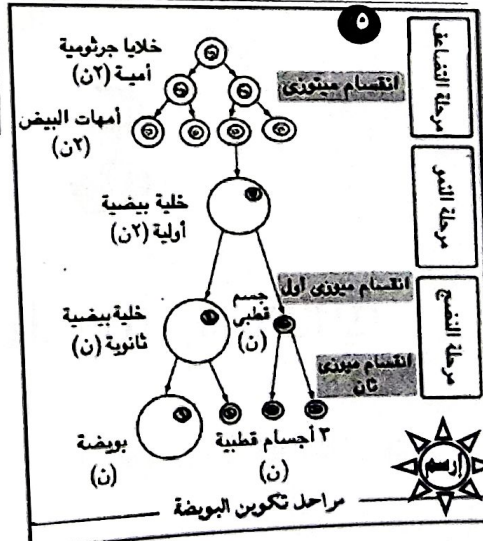 ٥
مرحلة التضاعف
انقسام ميتوزى
خلايا جرثومية
أمية (٢ن)
أمهات البيض
(٢ن)
مرحلة النمو
خلية بيضية
أولية (٢ن)
مرحلة النضج
انقسام ميوزى أول
جسم
قطبى
(ن)
خلية بيضية
ثانوية (ن)
انقسام ميوزى
ثان
٣ أجسام قطبية
(ن)
بويضة
(ن)
إرسم
مراحل تكوين البويضة